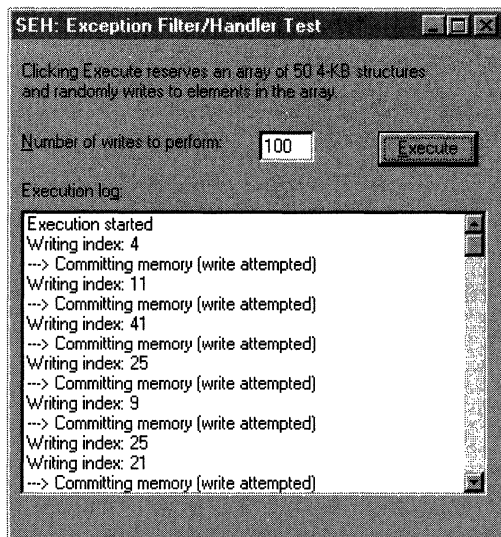 SEH: Exception Filter/Handler Test
Clicking Execute reserves an array of 50 4-KB structures
and randomly writes to elements in the array.
Number of writes to perform:
100
Execute
Execution log:
Execution started
Writing index: 4
---> Committing memory (write attempted)
Writing index: 11
---> Committing memory (write attempted)
Writing index: 41
---> Committing memory (write attempted)
Writing index: 25
---> Committing memory (write attempted)
Writing index: 9
---> Committing memory (write attempted)
Writing index: 25
Writing index: 21
---> Committing memory (write attempted)